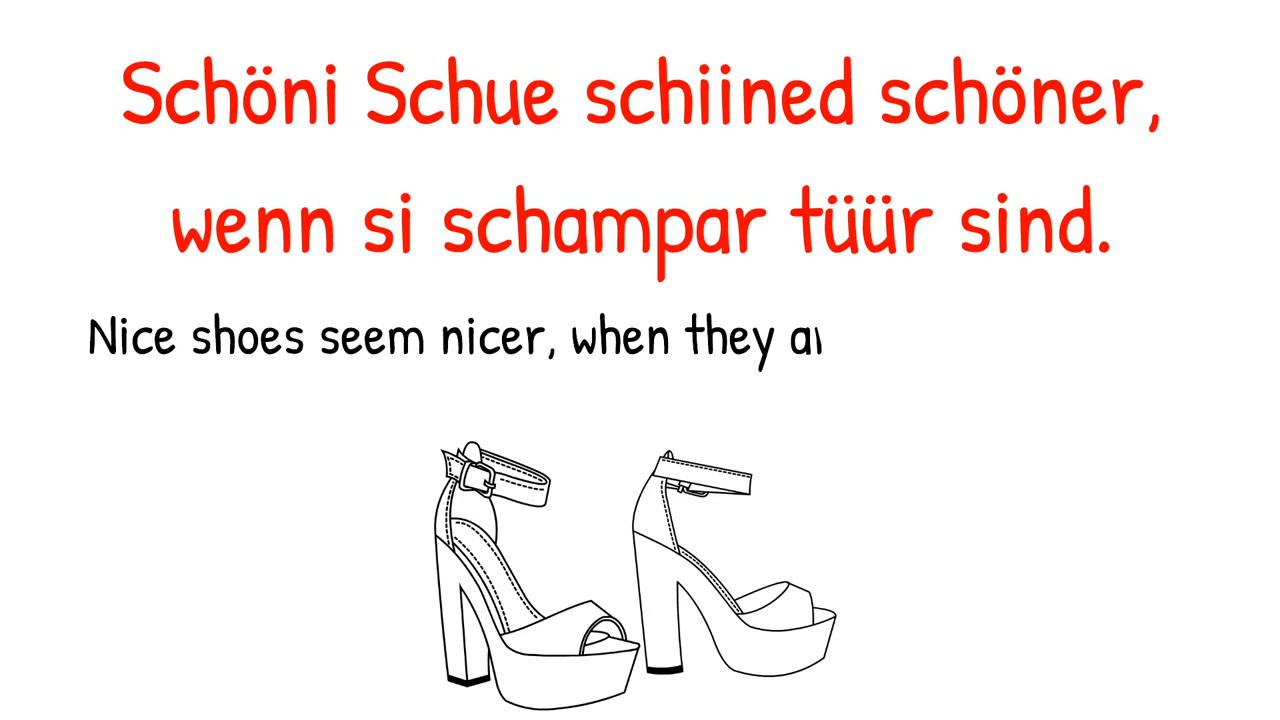 Schöni Schue schiined schöner,
wenn si schampar tüür sind.
Nice shoes seem nicer, when they